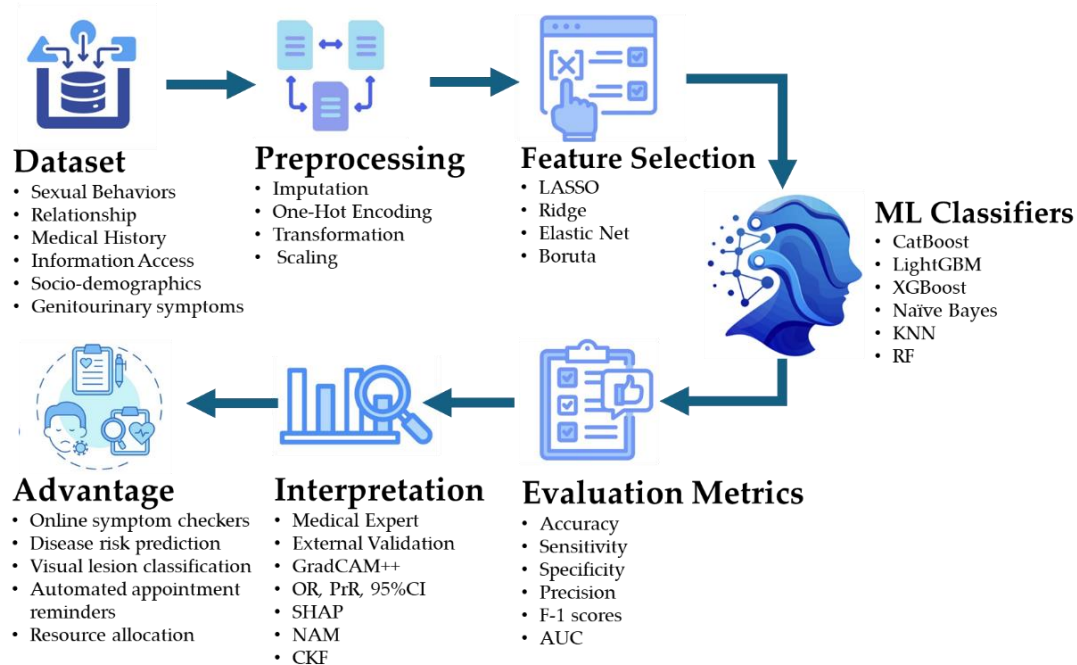 Dataset
• Sexual Behaviors
• Relationship
• Medical History
• Information Access
• Socio-demographics
• Genitourinary symptoms
Preprocessing
• Imputation
• One-Hot Encoding
• Transformation
• Scaling
Feature Selection
• LASSO
• Ridge
• Elastic Net
• Boruta
ML Classifiers
• CatBoost
• LightGBM
• XGBoost
• Naïve Bayes
• KNN
• RF
Evaluation Metrics
• Accuracy
• Sensitivity
• Specificity
• Precision
• F-1 scores
• AUC
Interpretation
• Medical Expert
• External Validation
• GradCAM++
• OR, PrR, 95%CI
• SHAP
• NAM
• CKF
Advantage
• Online symptom checkers
• Disease risk prediction
• Visual lesion classification
• Automated appointment
reminders
• Resource allocation